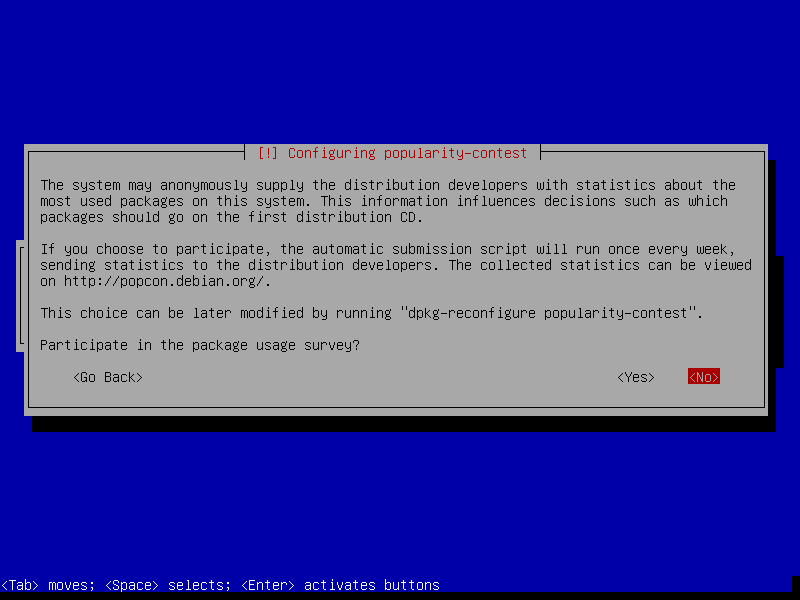 [!] Configuring popularity-contest
The system may anonymously supply the distribution developers with statistics about the
most used packages on this system. This information influences decisions such as which
packages should go on the first distribution CD.
If you choose to participate, the automatic submission script will run once every week,
sending statistics to the distribution developers. The collected statistics can be viewed
on http://popcon.debian.org/.
This choice can be later modified by running "dpkg-reconfigure popularity-contest".
Participate in the package usage survey?
<Go Back> <Yes> <No>
<Tab> moves; <Space> selects; <Enter> activates buttons